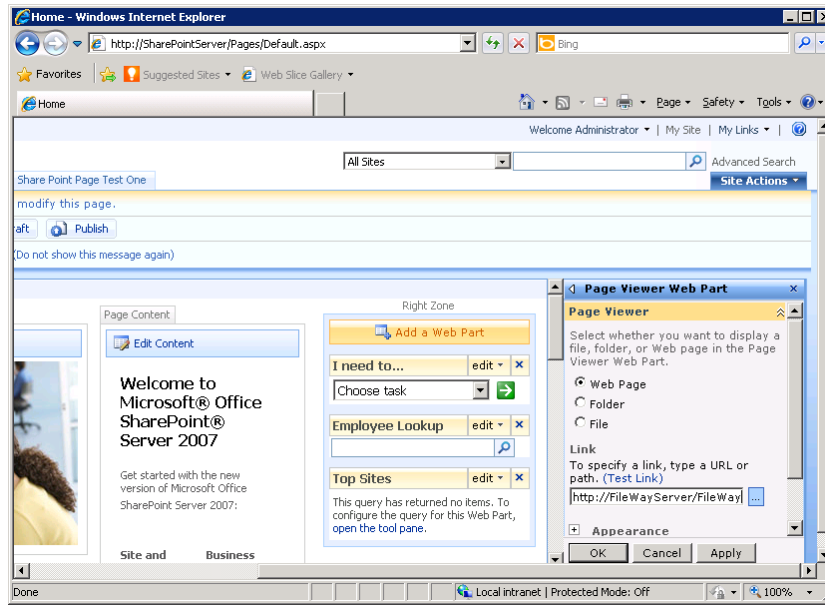 Home - Windows Internet Explorer
http://SharePointServer/Pages/Default.aspx
Bing
Favorites
Suggested Sites
Web Slice Gallery
Home
Page
Safety
Tools
Welcome Administrator
My Site
My Links
All Sites
Advanced Search
Share Point Page Test One
Site Actions
modify this page.
aft
Publish
(Do not show this message again)
Page Content
Edit Content
Welcome to
Microsoft® Office
SharePoint®
Server 2007
Get started with the new
version of Microsoft Office
SharePoint Server 2007:
Site and
Business
Right Zone
Add a Web Part
I need to...
edit
Choose task
Employee Lookup
edit
Top Sites
edit
This query has returned no items. To
configure the query for this Web Part,
open the tool pane.
Page Viewer Web Part
Page Viewer
Select whether you want to display a
file, folder, or Web page in the Page
Viewer Web Part.
Web Page
Folder
File
Link
To specify a link, type a URL or
path. (Test Link)
http://FileWayServer/FileWay
...
Appearance
OK
Cancel
Apply
Done
Local intranet | Protected Mode: Off
100%